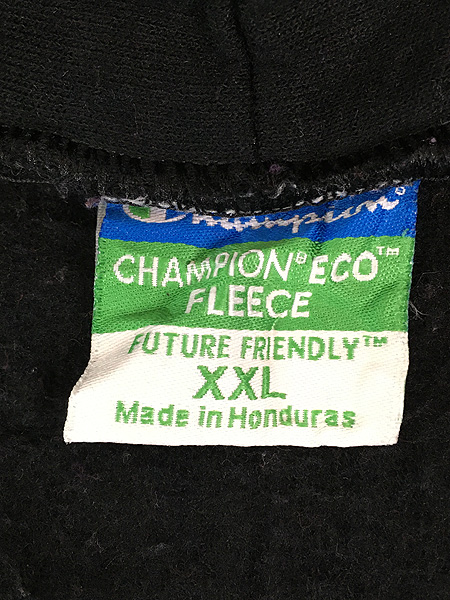 Champion®
CHAMPION® ECO™
FLEECE
FUTURE FRIENDLY™
XXL
Made in Honduras